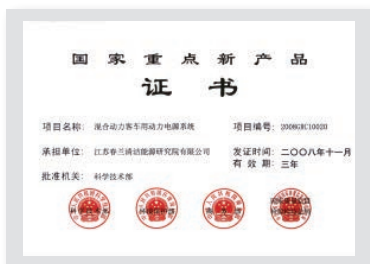 国家重点新产品
证书
项目名称： 混合动力客车用动力电源系统
项目编号： 2008GRC10020
承担单位： 江苏春兰清洁能源研究院有限公司
发证时间： 二〇〇八年十一月
有效期： 三年
批准机关： 科学技术部